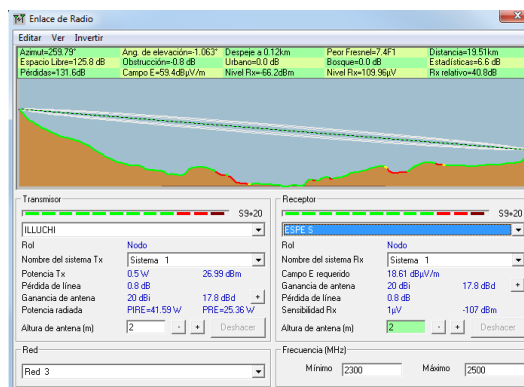 Enlace de Radio
Editar Ver Invertir
Azimut=259.79° Ang. de elevación=-1.063° Despeje a 0.12km Peor Fresnel=7.4F1 Distancia=19.51km
Espacio Libre=125.8 dB Obstrucción=-0.8 dB Urbano=0.0 dB Bosque=0.0 dB Estadísticas=6.6 dB
Pérdidas=131.6dB Campo E=59.4dBµV/m Nivel Rx=-66.2dBm Nivel Rx=109.96µV Rx relativo=40.8dB
Transmisor
S9+20
ILLUCHI
Rol Nodo
Nombre del sistema Tx Sistema 1
Potencia Tx 0.5 W 26.99 dBm
Pérdida de línea 0.8 dB
Ganancia de antena 20 dBi 17.8 dBd +
Potencia radiada PIRE=41.59 W PRE=25.36 W
Altura de antena (m) 2 - + Deshacer
Red
Red 3
Receptor
S9+20
ESPE S
Rol Nodo
Nombre del sistema Rx Sistema 1
Campo E requerido 18.61 dBµV/m
Ganancia de antena 20 dBi 17.8 dBd +
Pérdida de línea 0.8 dB
Sensibilidad Rx 1µV -107 dBm
Altura de antena (m) 2 - + Deshacer
Frecuencia (MHz)
Mínimo 2300 Máximo 2500